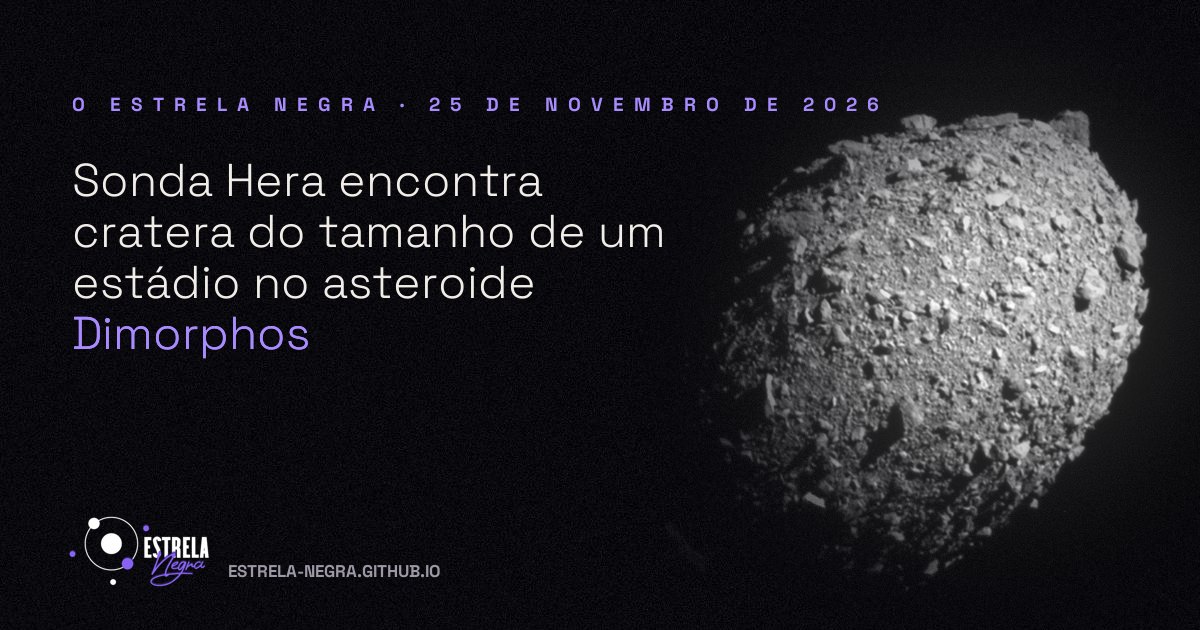 O ESTRELA NEGRA · 25 DE NOVEMBRO DE 2026
Sonda Hera encontra
cratera do tamanho de um
estádio no asteroide
Dimorphos
ESTRELA
Negra
ESTRELA-NEGRA.GITHUB.IO